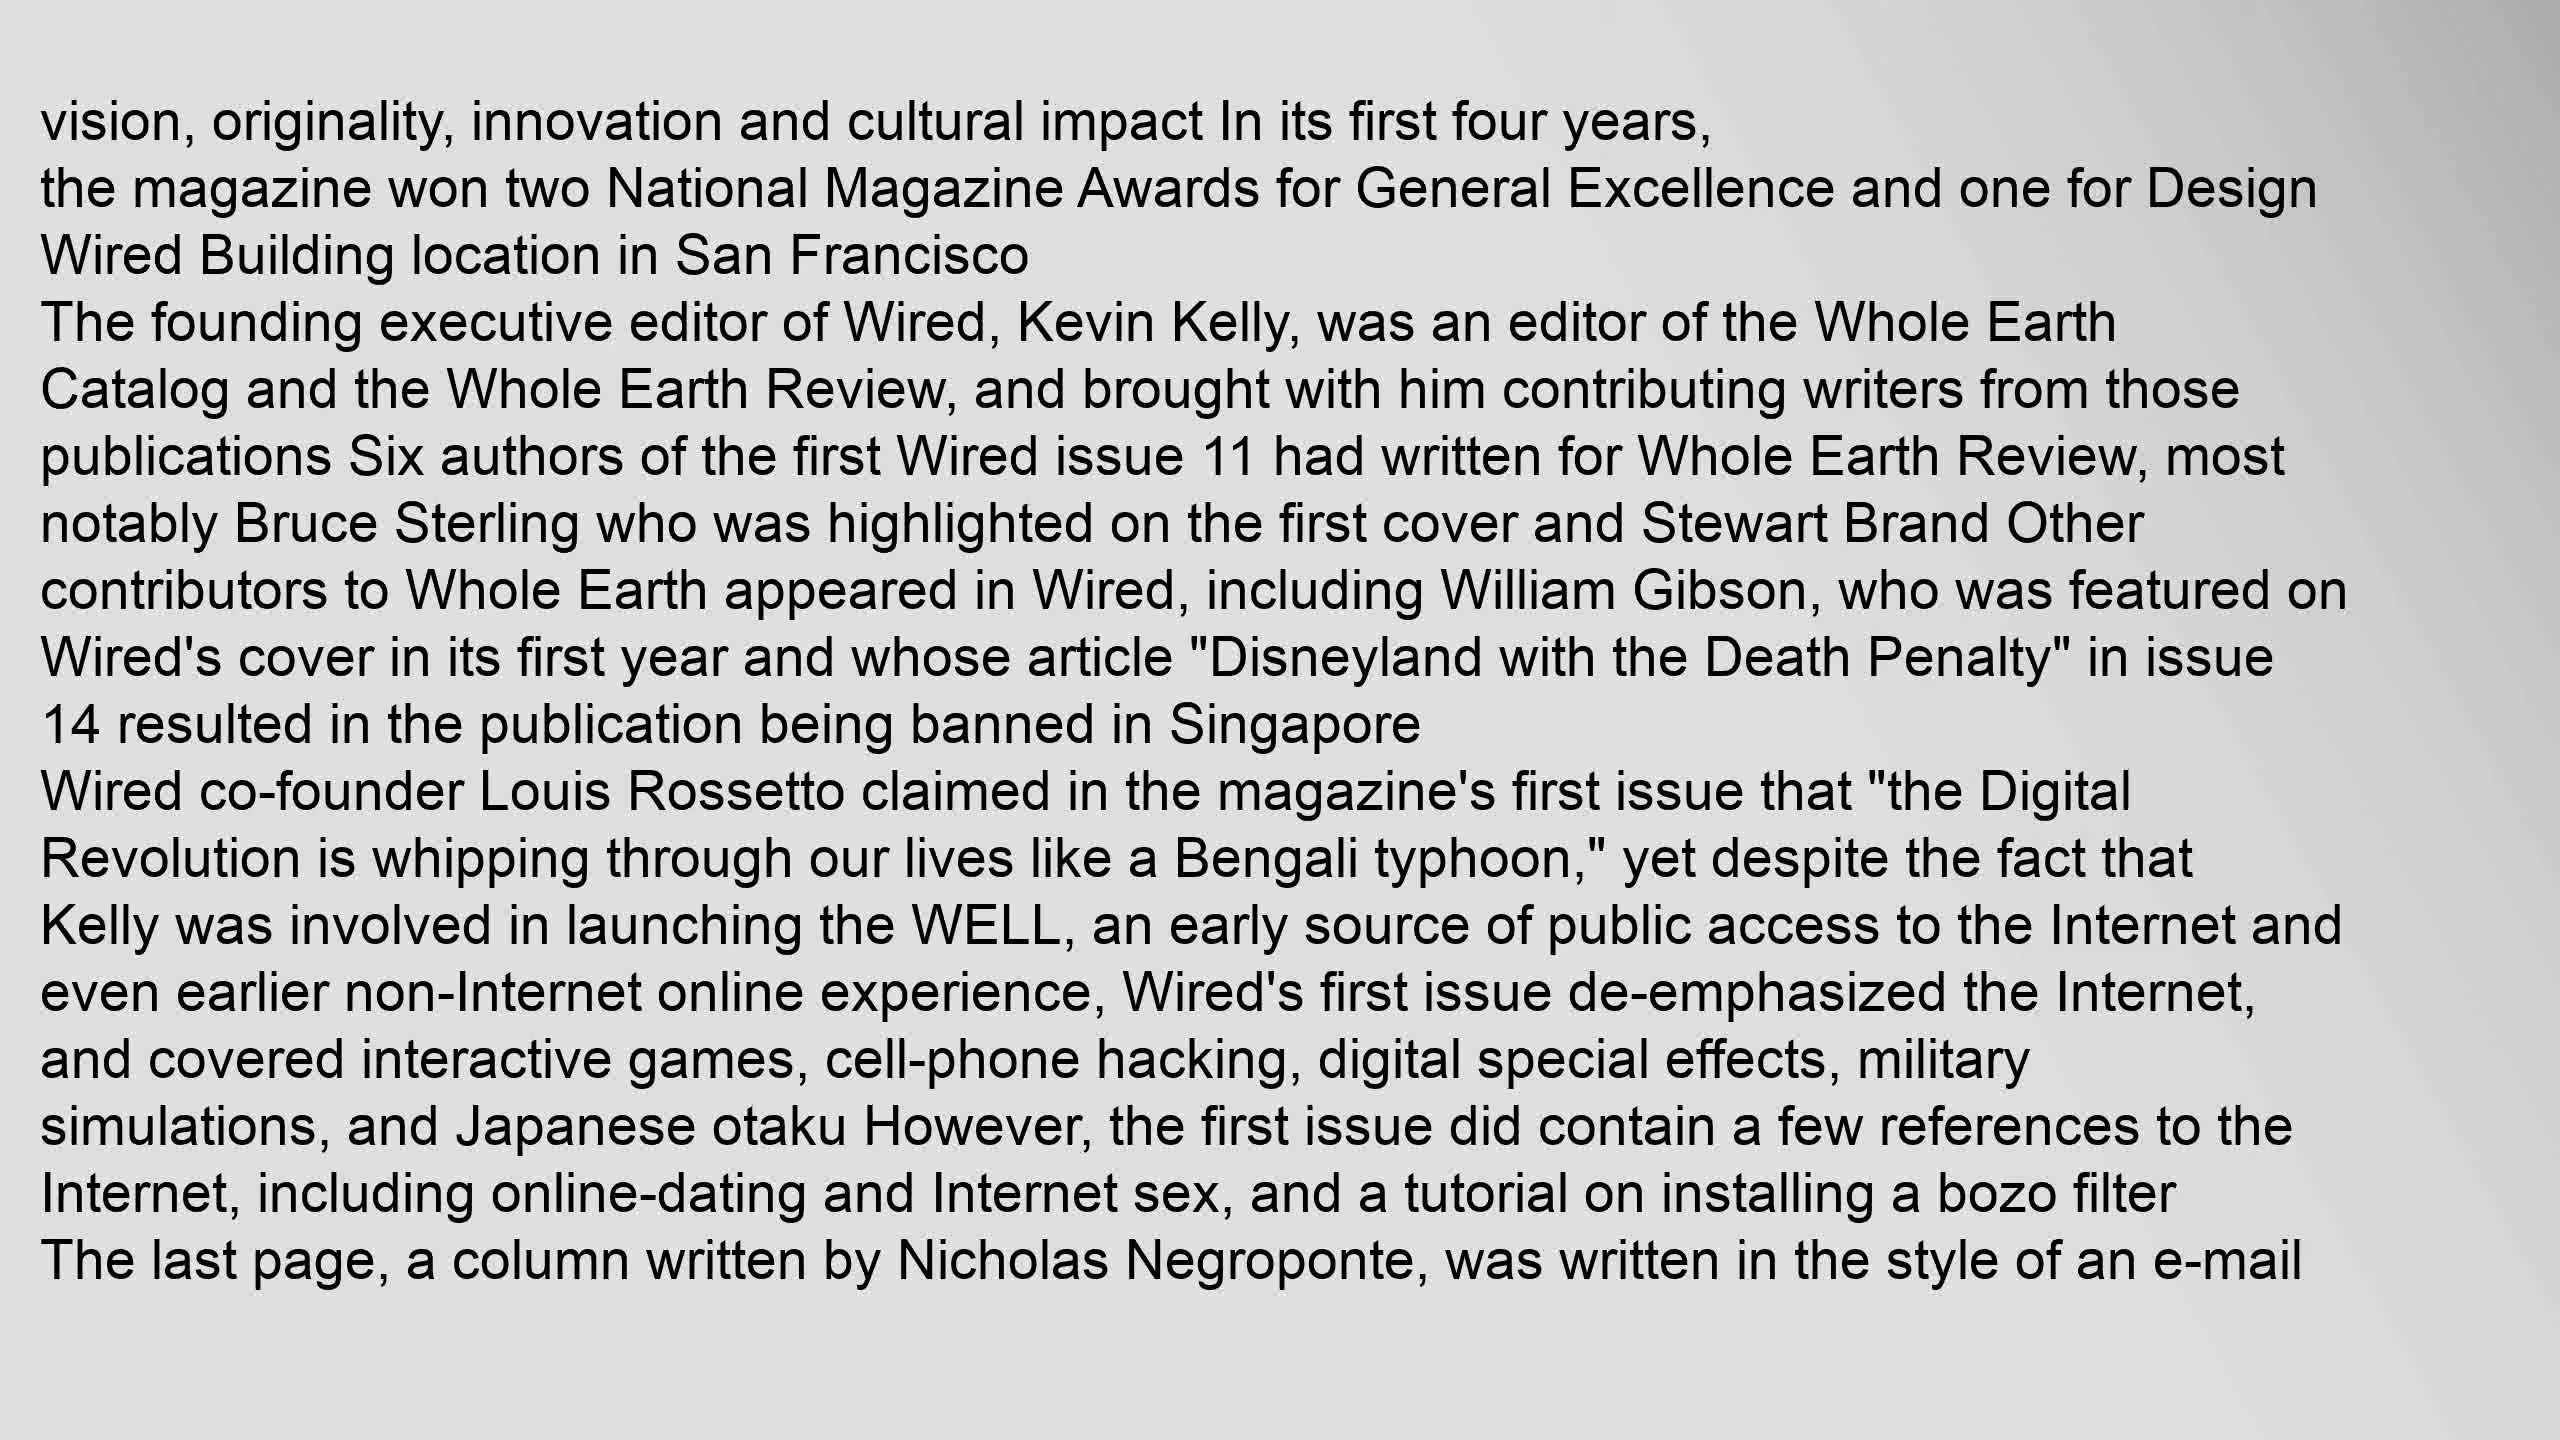 vision, originality, innovation and cultural impact In its first four years,
the magazine won two National Magazine Awards for General Excellence and one for Design
Wired Building location in San Francisco
The founding executive editor of Wired, Kevin Kelly, was an editor of the Whole Earth
Catalog and the Whole Earth Review, and brought with him contributing writers from those
publications Six authors of the first Wired issue 11 had written for Whole Earth Review, most
notably Bruce Sterling who was highlighted on the first cover and Stewart Brand Other
contributors to Whole Earth appeared in Wired, including William Gibson, who was featured on
Wired's cover in its first year and whose article "Disneyland with the Death Penalty" in issue
14 resulted in the publication being banned in Singapore
Wired co-founder Louis Rossetto claimed in the magazine's first issue that "the Digital
Revolution is whipping through our lives like a Bengali typhoon," yet despite the fact that
Kelly was involved in launching the WELL, an early source of public access to the Internet and
even earlier non-Internet online experience, Wired's first issue de-emphasized the Internet,
and covered interactive games, cell-phone hacking, digital special effects, military
simulations, and Japanese otaku However, the first issue did contain a few references to the
Internet, including online-dating and Internet sex, and a tutorial on installing a bozo filter
The last page, a column written by Nicholas Negroponte, was written in the style of an e-mail